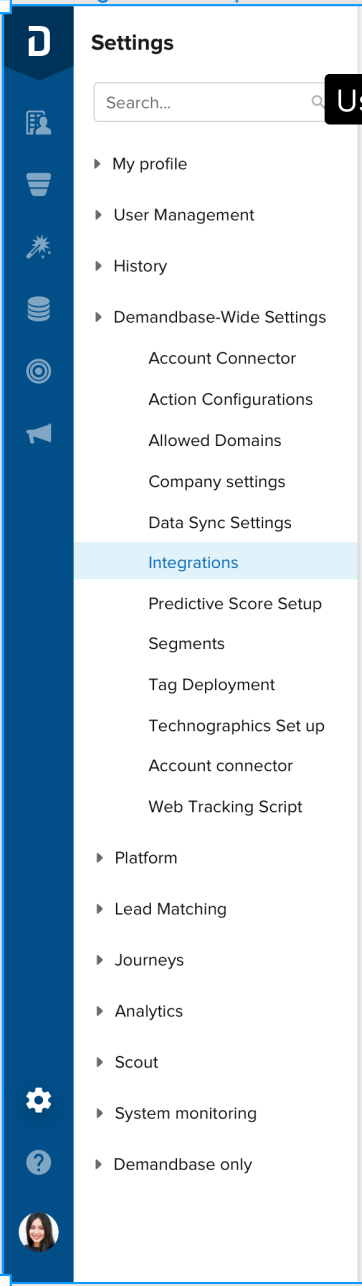 Settings
Search...
Us
My profile
User Management
History
Demandbase-Wide Settings
Account Connector
Action Configurations
Allowed Domains
Company settings
Data Sync Settings
Integrations
Predictive Score Setup
Segments
Tag Deployment
Technographics Set up
Account connector
Web Tracking Script
Platform
Lead Matching
Journeys
Analytics
Scout
System monitoring
Demandbase only